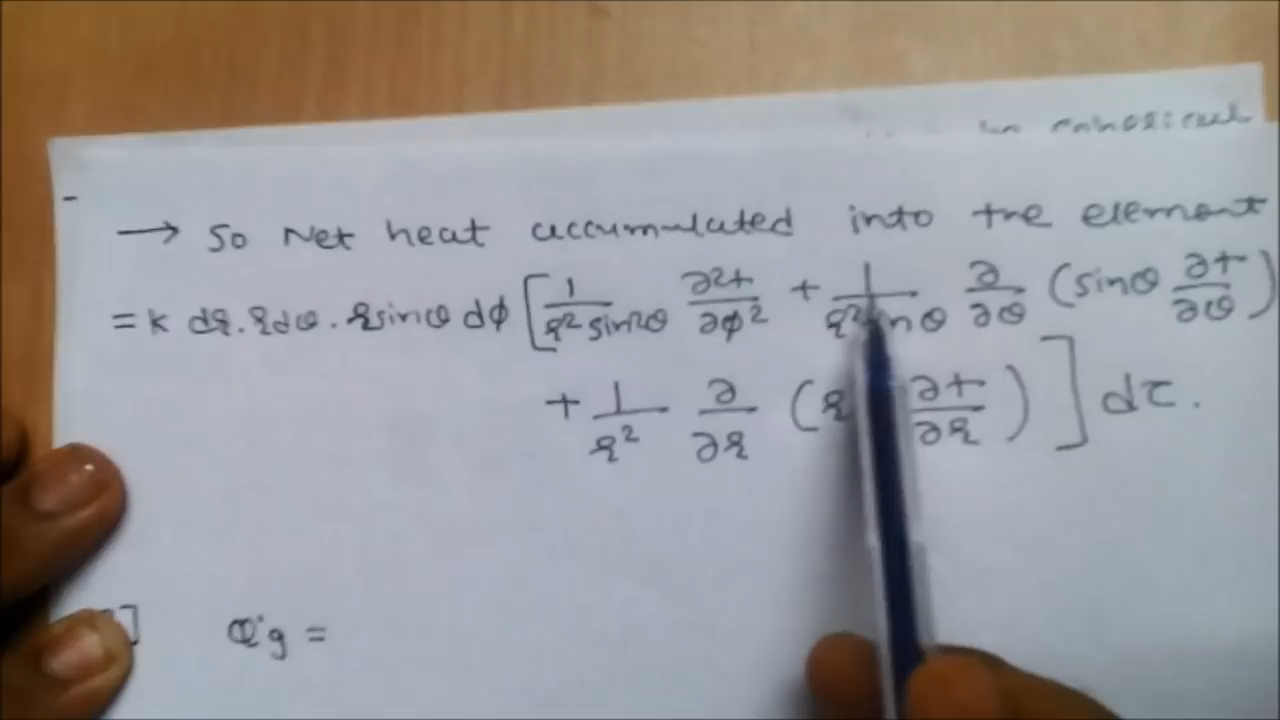 → So Net heat accumulated into the element
= K dr. rdθ. rsinθ dϕ [ 1/r² sin²θ ∂²t/∂ϕ² + 1/r² sinθ ∂/∂θ (sinθ ∂t/∂θ)
+ 1/r² ∂/∂r (r ∂t/∂r) ] dτ.
Q̇g =